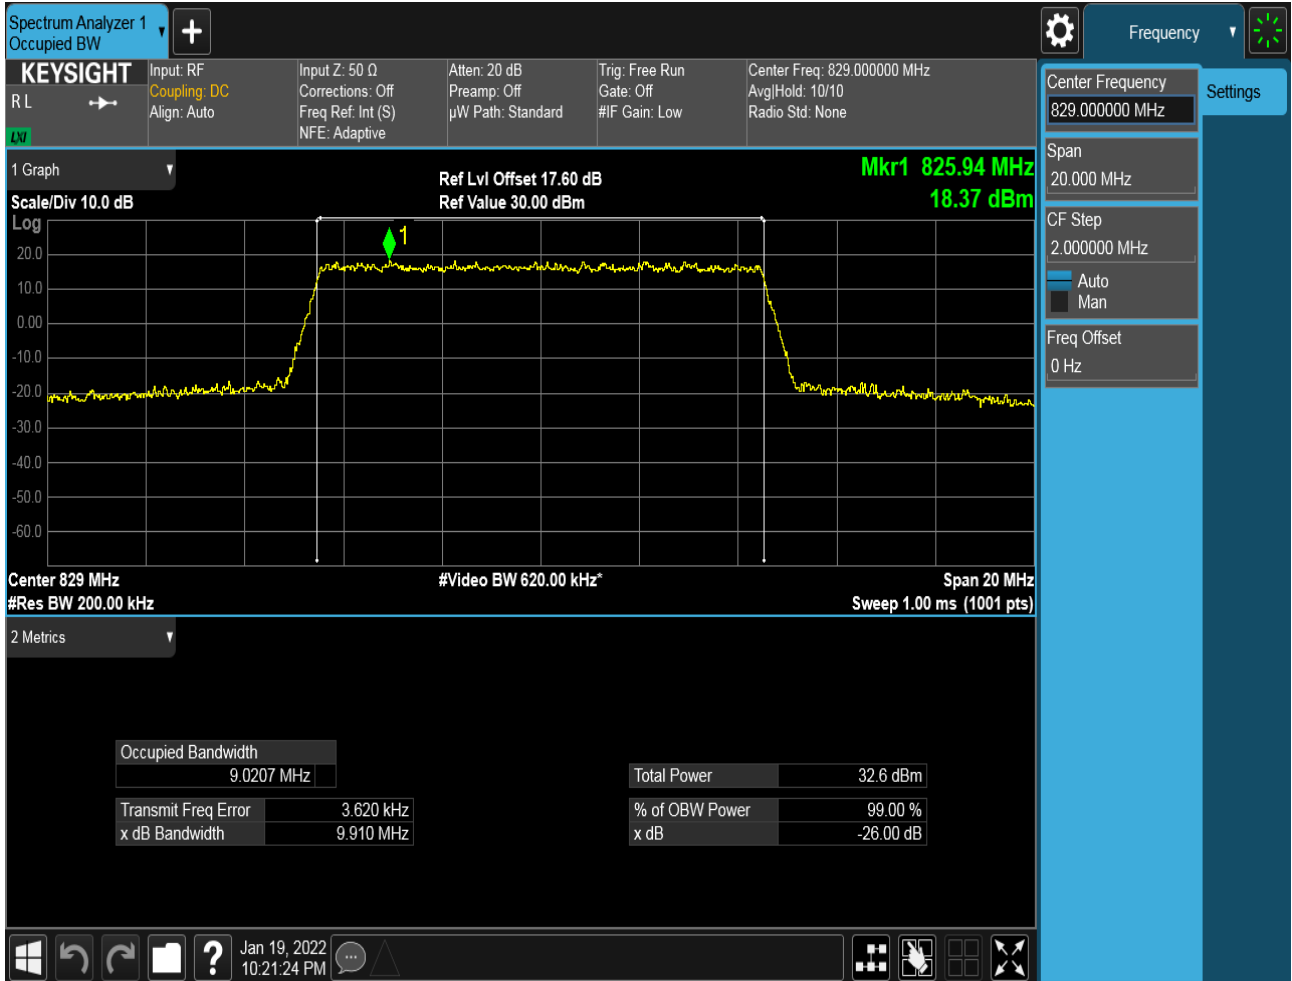 Spectrum Analyzer 1
Occupied BW
Frequency
KEYSIGHT
R L
LXI
Input: RF
Coupling: DC
Align: Auto
Input Z: 50 Ω
Corrections: Off
Freq Ref: Int (S)
NFE: Adaptive
Atten: 20 dB
Preamp: Off
µW Path: Standard
Trig: Free Run
Gate: Off
#IF Gain: Low
Center Freq: 829.000000 MHz
Avg|Hold: 10/10
Radio Std: None
Center Frequency
829.000000 MHz
Settings
Span
20.000 MHz
CF Step
2.000000 MHz
Auto
Man
Freq Offset
0 Hz
1 Graph
Scale/Div 10.0 dB
Ref Lvl Offset 17.60 dB
Ref Value 30.00 dBm
Mkr1 825.94 MHz
18.37 dBm
Log
1
20.0
10.0
0.00
-10.0
-20.0
-30.0
-40.0
-50.0
-60.0
Center 829 MHz
#Video BW 620.00 kHz*
Span 20 MHz
#Res BW 200.00 kHz
Sweep 1.00 ms (1001 pts)
2 Metrics
Occupied Bandwidth
9.0207 MHz
Total Power 32.6 dBm
Transmit Freq Error 3.620 kHz
% of OBW Power 99.00 %
x dB Bandwidth 9.910 MHz
x dB -26.00 dB
?
Jan 19, 2022
10:21:24 PM